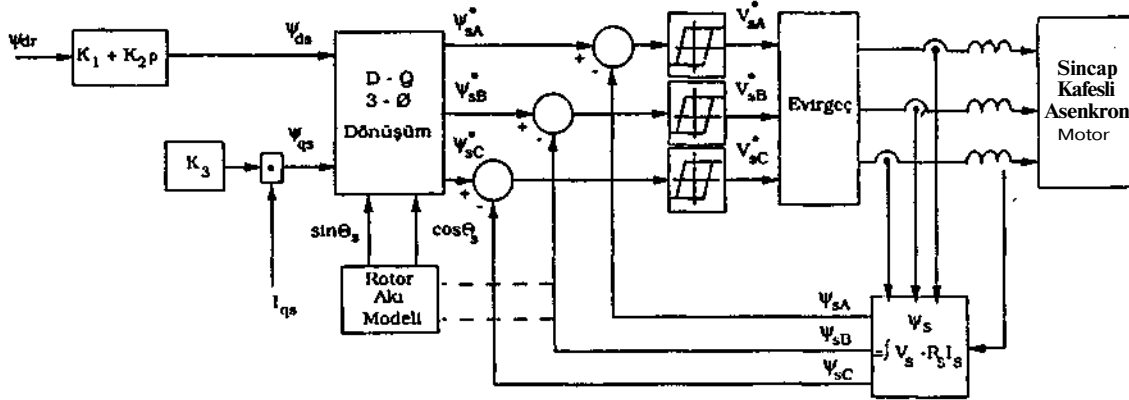 ψdr
K₁ + K₂ρ
ψds
D - Q
3 - Ø
Dönüşüm
ψ*sA
ψ*sB
ψ*sC
+
-
+
-
+
-
V*sA
V*sB
V*sC
Evirgeç
Sincap
Kafesli
Asenkron
Motor
K₃
ψqs
Iqs
sinΘs
cosΘs
Rotor
Akı
Modeli
ψsA
ψsB
ψsC
ψs
=∫ Vs - RsIs